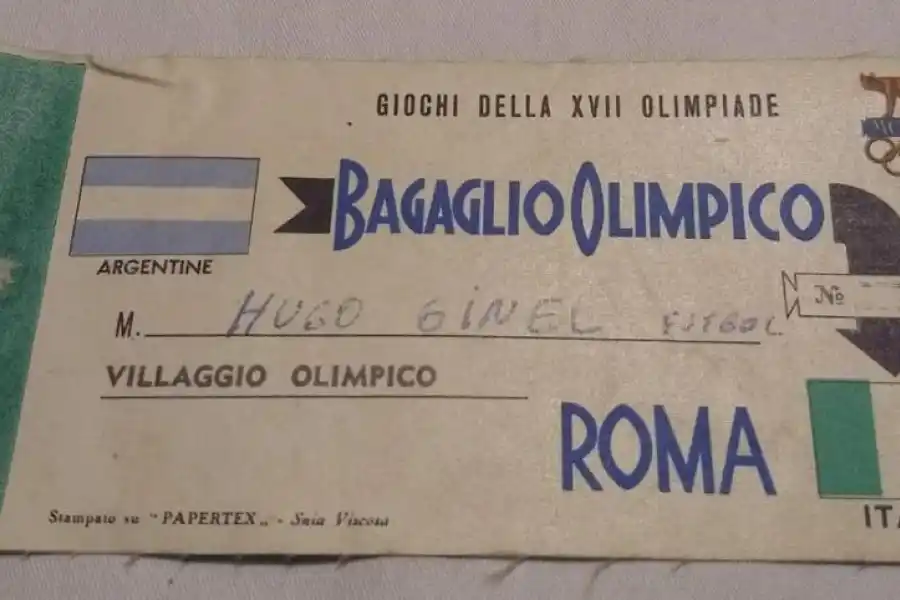 GIOCHI DELLA XVII OLIMPIADE
BAGAGLIO OLIMPICO
ARGENTINE
Nº
M. HUGO GINEL FUTBOL
VILLAGGIO OLIMPICO
ROMA
ITA
Stampato su "PAPERTEX„ - Snia Viscosa